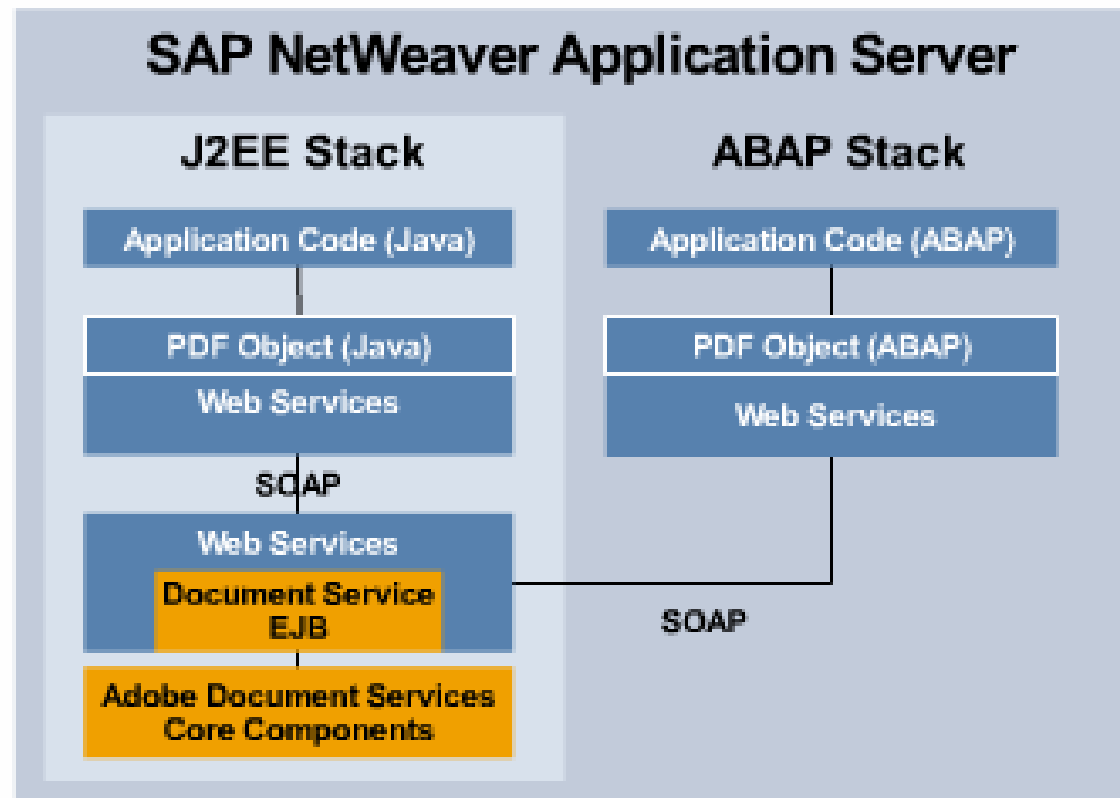 SAP NetWeaver Application Server
J2EE Stack
Application Code (Java)
PDF Object (Java)
Web Services
SOAP
Web Services
Document Service
EJB
Adobe Document Services
Core Components
ABAP Stack
Application Code (ABAP)
PDF Object (ABAP)
Web Services
SOAP